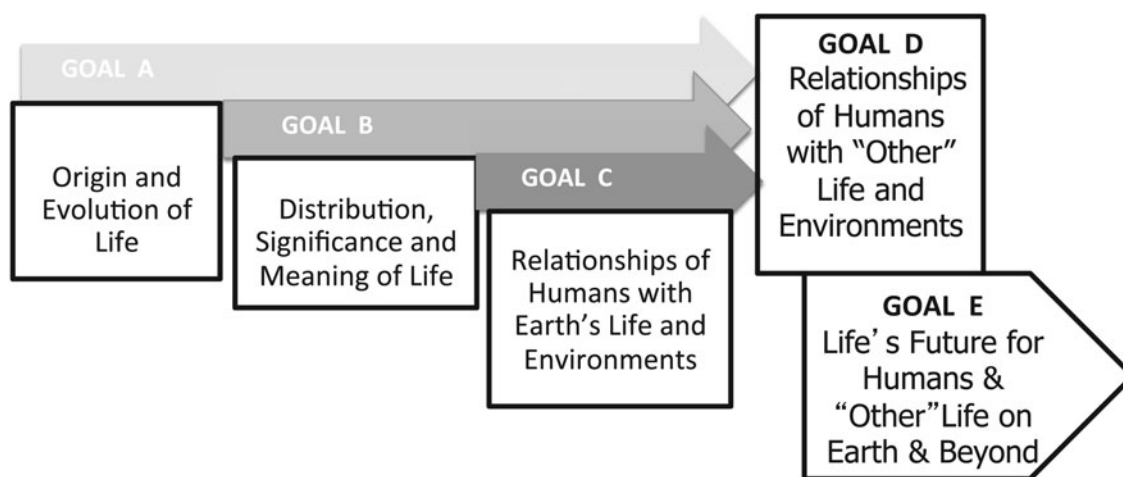 GOAL A
Origin and
Evolution of
Life
GOAL B
Distribution,
Significance and
Meaning of Life
GOAL C
Relationships of
Humans with
Earth's Life and
Environments
GOAL D
Relationships
of Humans
with "Other"
Life and
Environments
GOAL E
Life's Future for
Humans &
"Other"Life on
Earth & Beyond